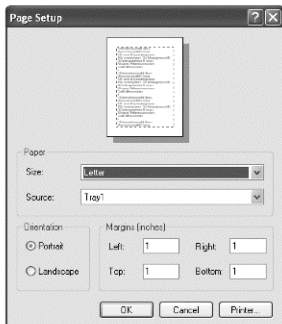 Page Setup
Paper
Size: Letter
Source: Tray1
Orientation
Portrait
Landscape
Margins (inches)
Left: 1 Right: 1
Top: 1 Bottom: 1
OK Cancel Printer...